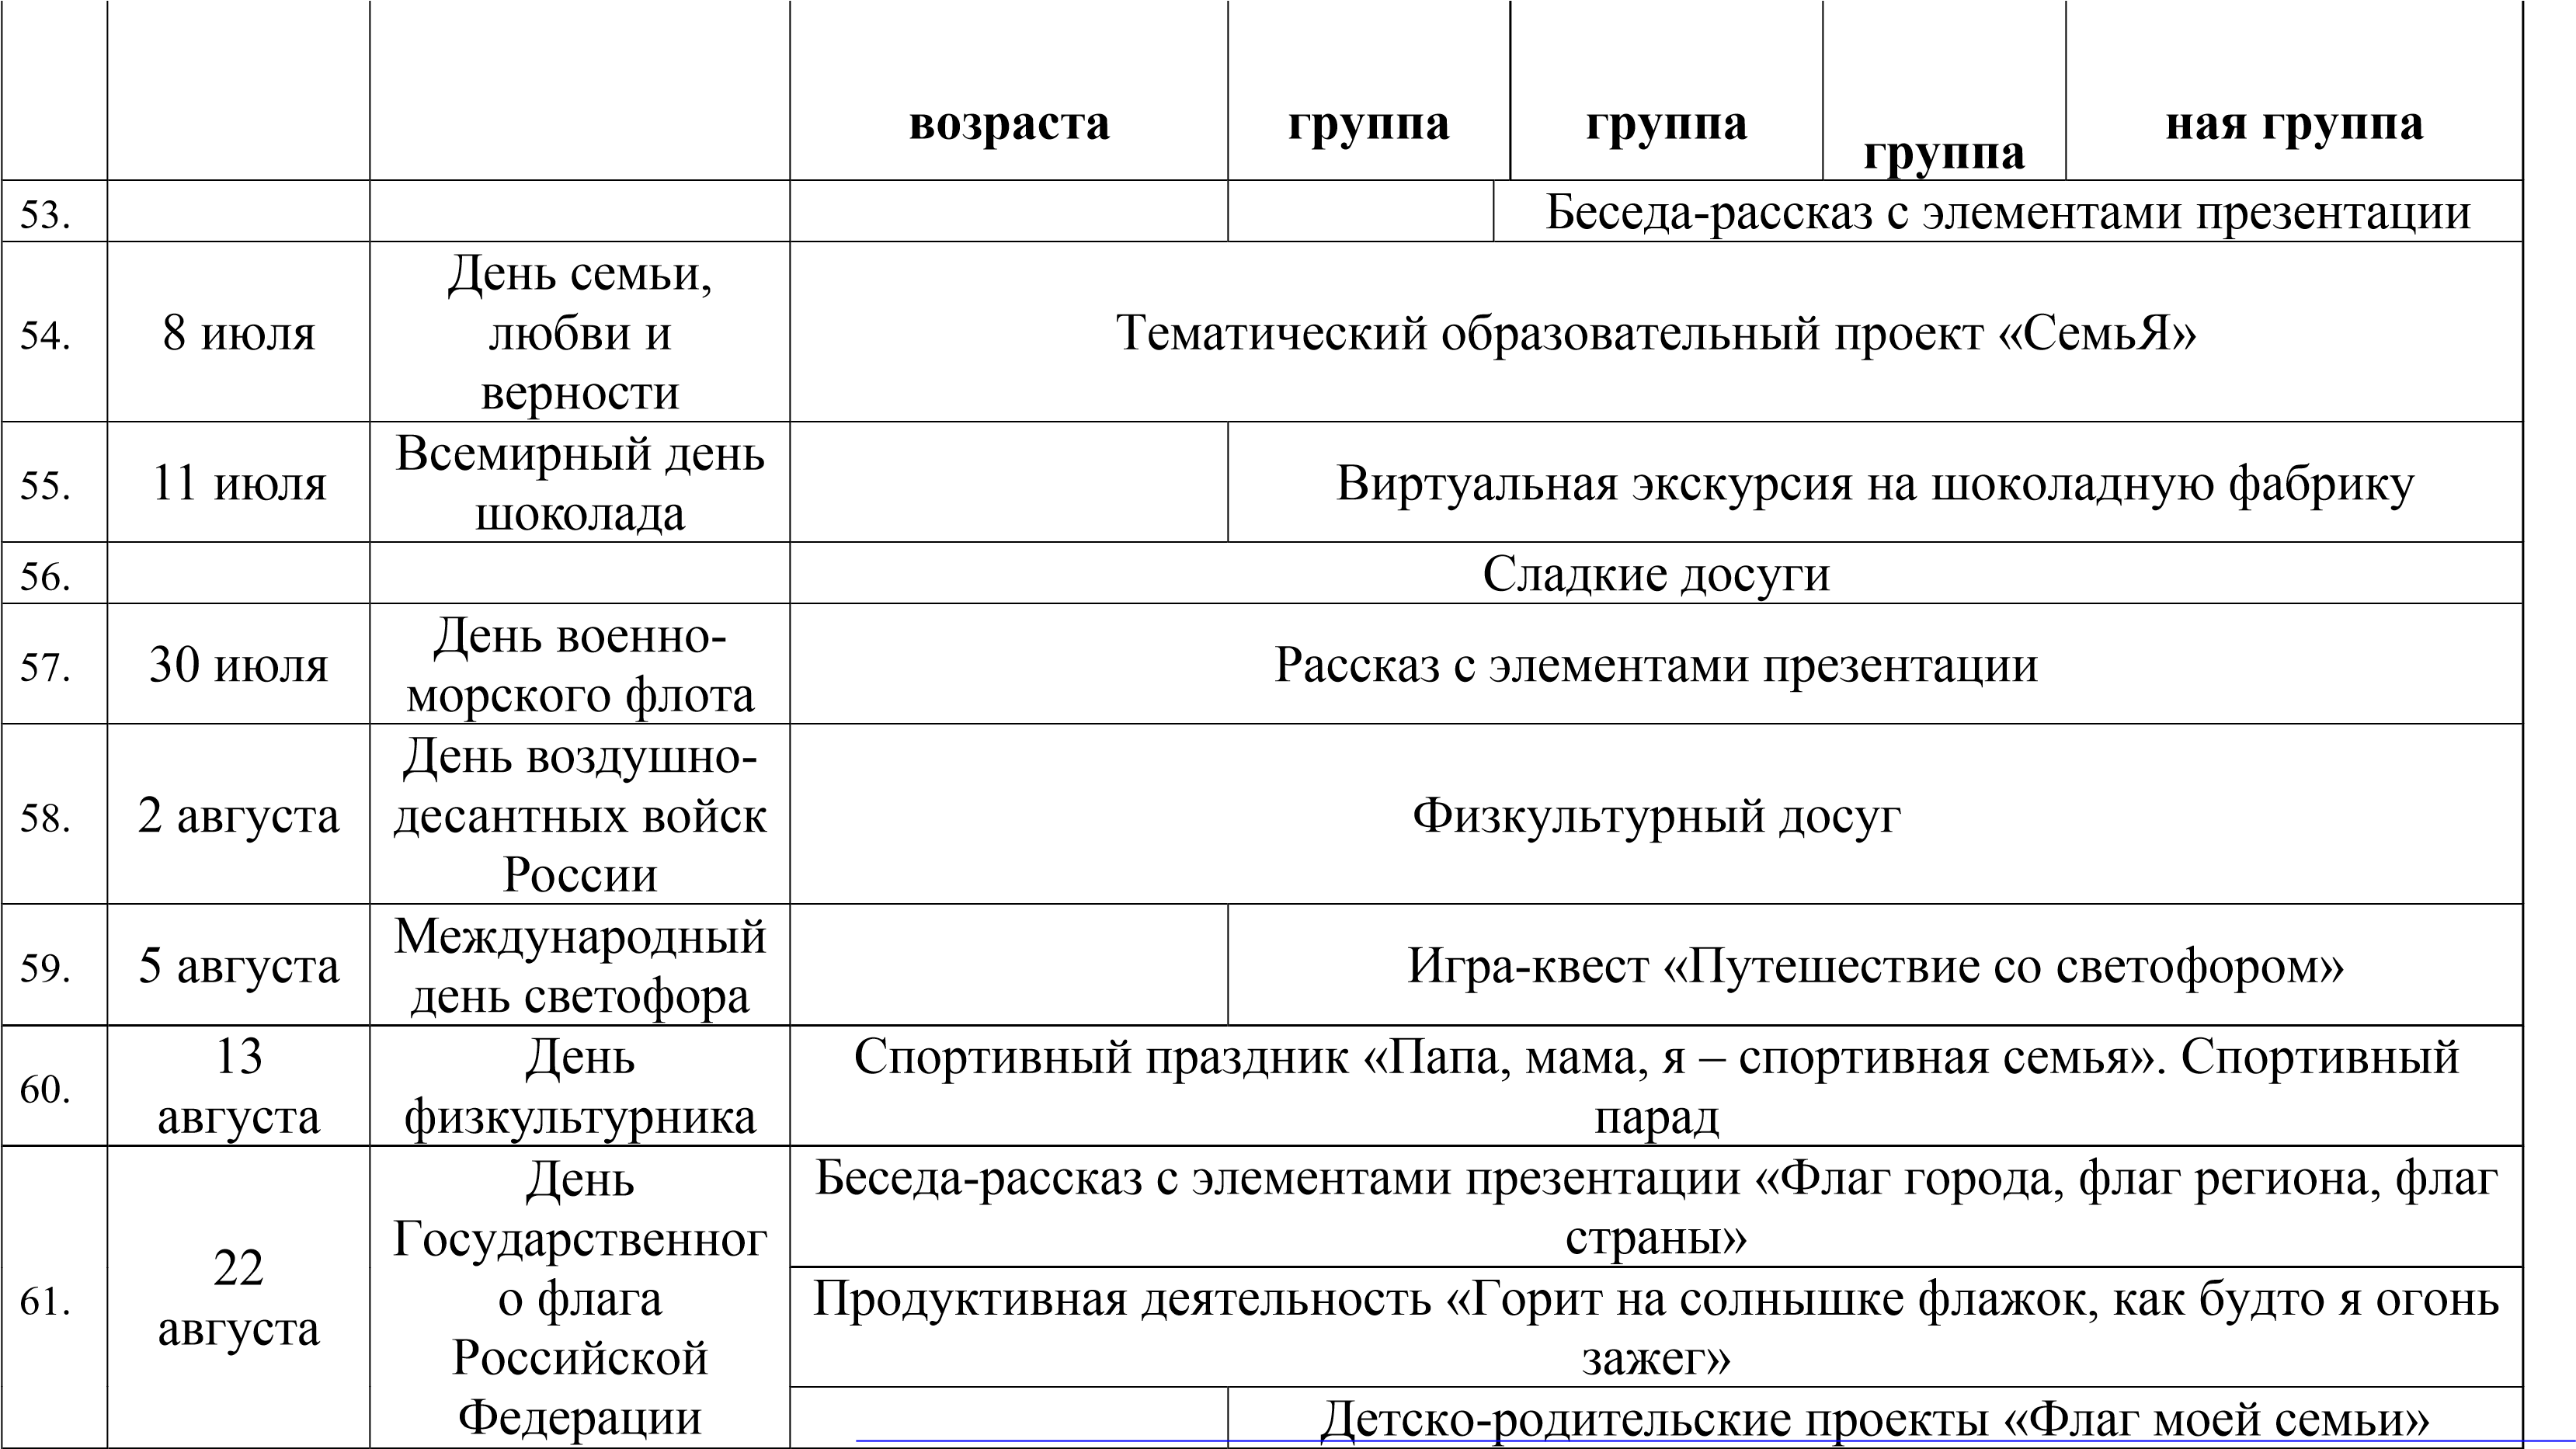 возраста группа группа группа ная группа
53. Беседа-рассказ с элементами презентации
54. 8 июля
День семьи,
любви и
верности
Тематический образовательный проект «СемьЯ»
55. 11 июля
Всемирный день
шоколада
Виртуальная экскурсия на шоколадную фабрику
56. Сладкие досуги
57. 30 июля
День военно-
морского флота
Рассказ с элементами презентации
58. 2 августа
День воздушно-
десантных войск
России
Физкультурный досуг
59. 5 августа
Международный
день светофора
Игра-квест «Путешествие со светофором»
60.
13
августа
День
физкультурника
Спортивный праздник «Папа, мама, я – спортивная семья». Спортивный
парад
61.
22
августа
День
Государственног
о флага
Российской
Федерации
Беседа-рассказ с элементами презентации «Флаг города, флаг региона, флаг
страны»
Продуктивная деятельность «Горит на солнышке флажок, как будто я огонь
зажег»
Детско-родительские проекты «Флаг моей семьи»